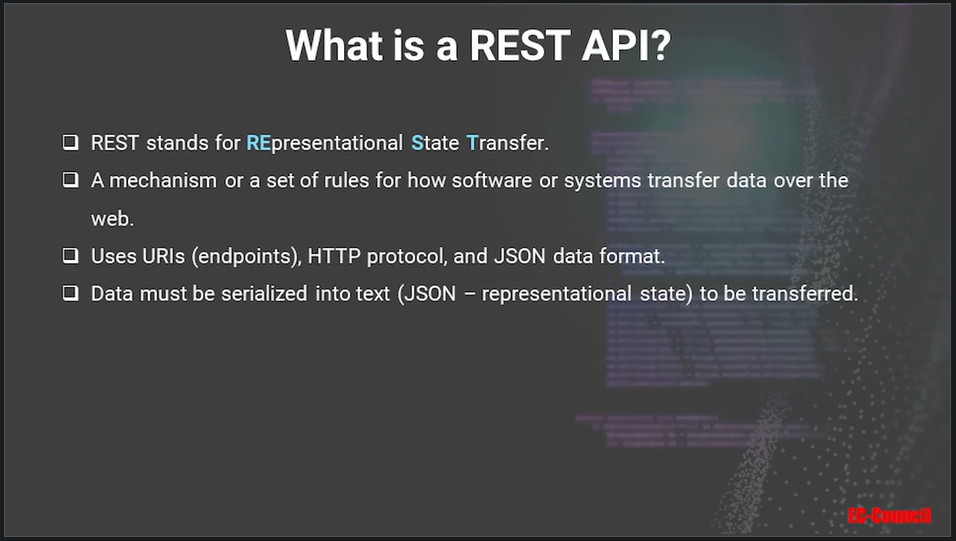 What is a REST API?
❑ REST stands for REpresentational State Transfer.
❑ A mechanism or a set of rules for how software or systems transfer data over the
web.
❑ Uses URIs (endpoints), HTTP protocol, and JSON data format.
❑ Data must be serialized into text (JSON – representational state) to be transferred.
EC-Council